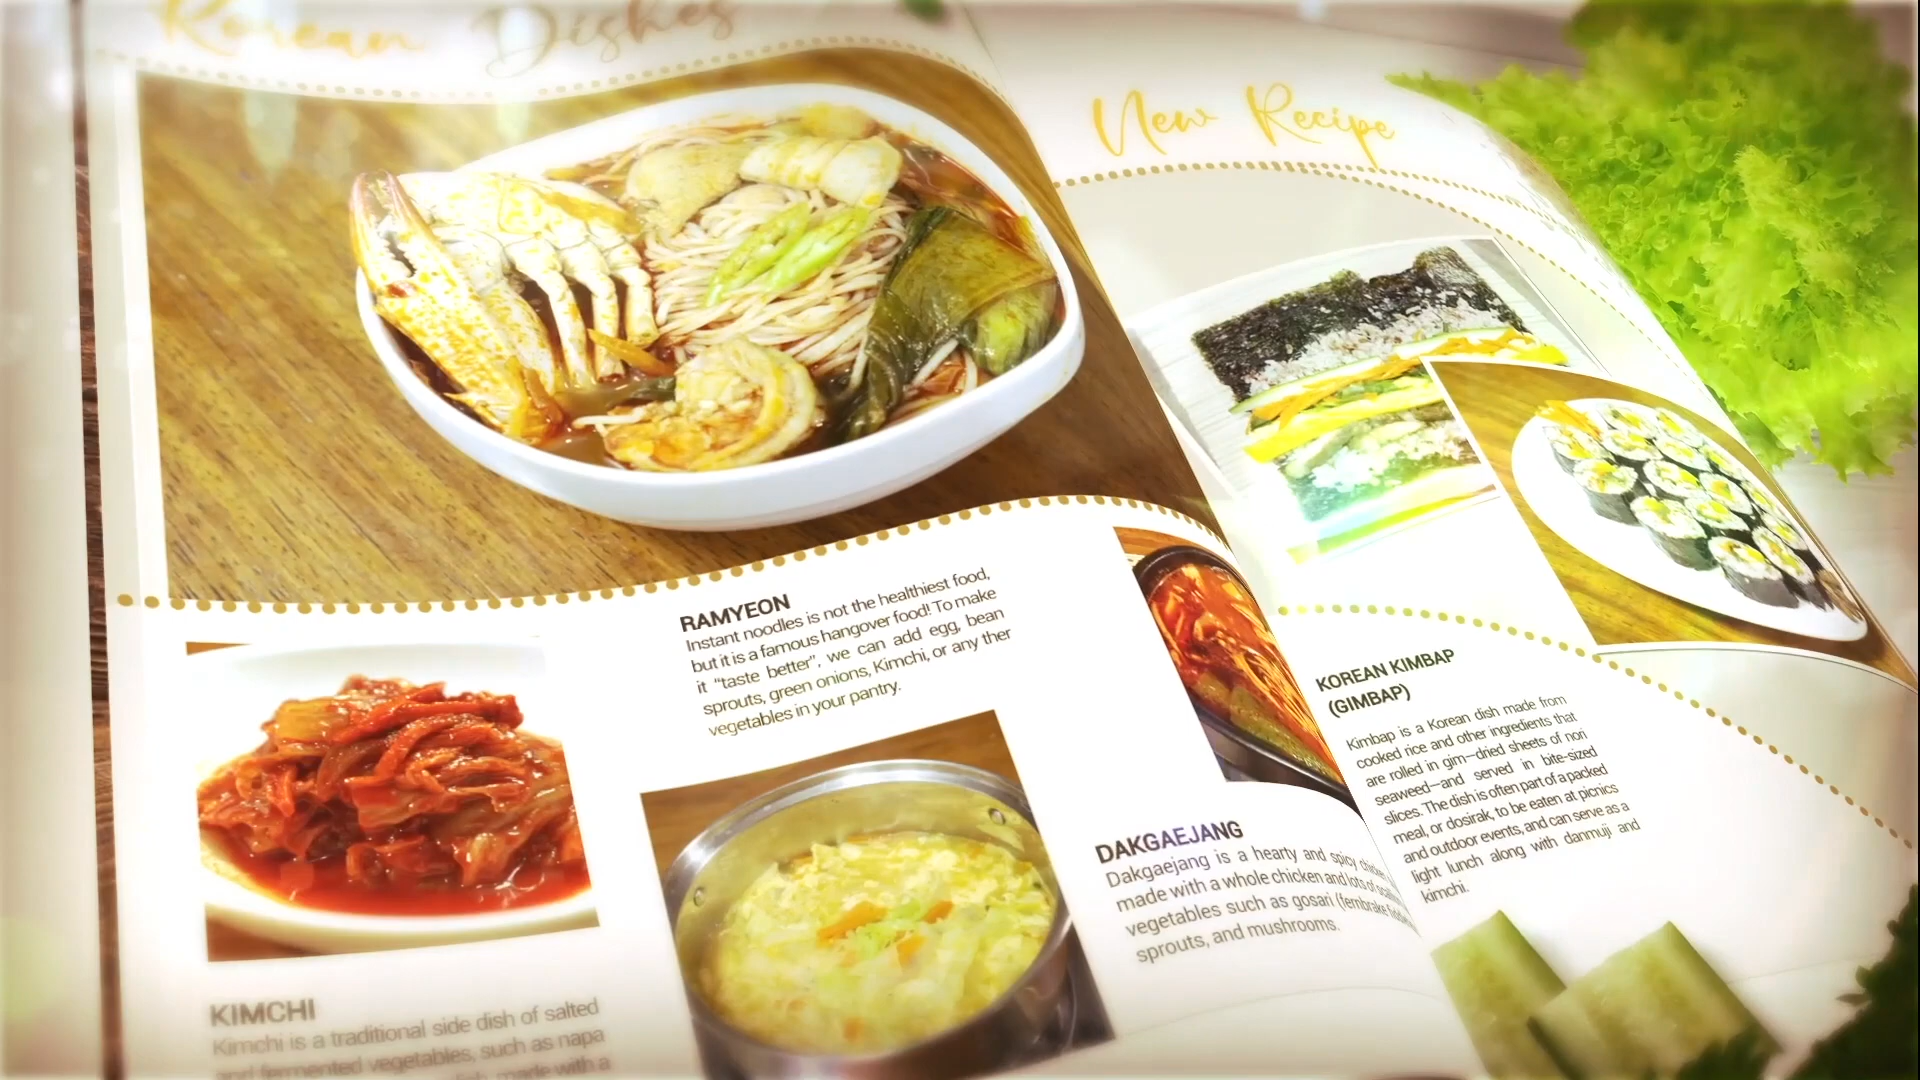 Korean Dishes
New Recipe
RAMYEON
Instant noodles is not the healthiest food,
but it is a famous hangover food! To make
it "taste better", we can add egg, bean
sprouts, green onions, Kimchi, or any ther
vegetables in your pantry.
KIMCHI
Kimchi is a traditional side dish of salted
and fermented vegetables, such as napa
made with a
DAKGAEJANG
Dakgaejang is a hearty and spicy
made with a whole chicken and lots of
vegetables such as gosari (fernbrake
sprouts, and mushrooms.
KOREAN KIMBAP
(GIMBAP)
Kimbap is a Korean dish made from
cooked rice and other ingredients that
are rolled in gim—dried sheets of nori
seaweed—and served in bite-sized
slices. The dish is often part of a packed
meal, or dosirak, to be eaten at picnics
and outdoor events, and can serve as a
light lunch along with danmuji and
kimchi.